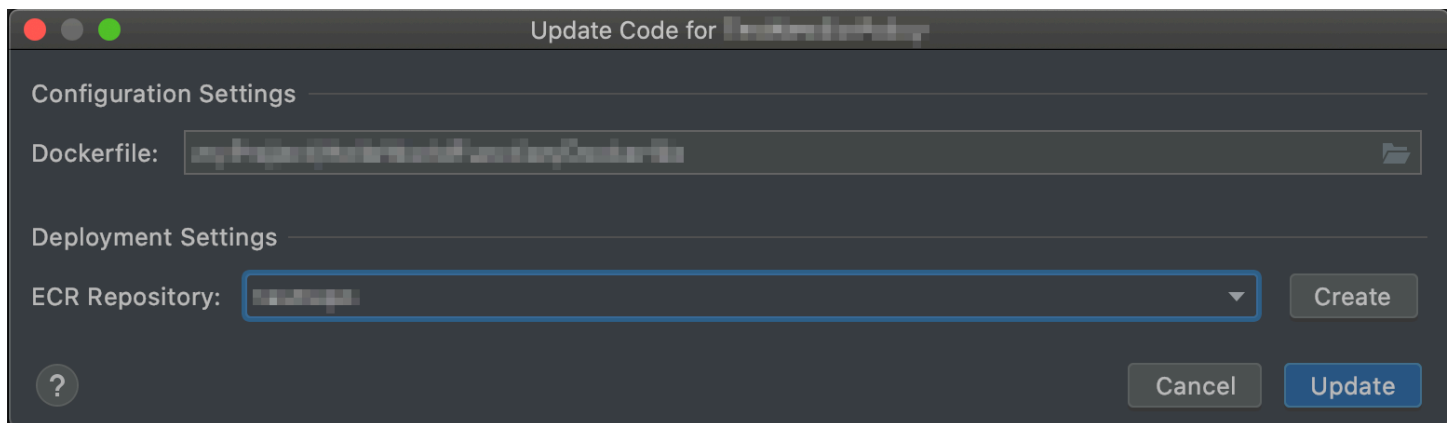 Update Code for
Configuration Settings
Dockerfile:
Deployment Settings
ECR Repository:
Create
?
Cancel
Update